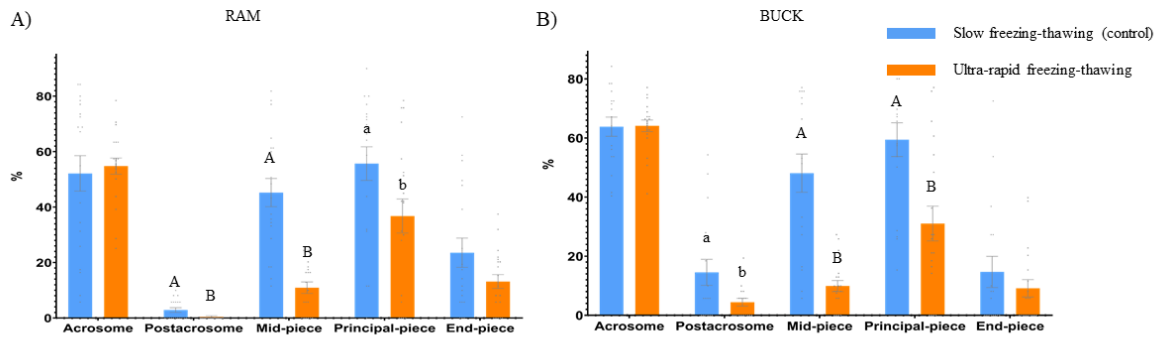 A)
RAM
B)
BUCK
Slow freezing-thawing (control)
Ultra-rapid freezing-thawing
%
80
60
40
20
0
A
B
A
B
a
b
Acrosome Postacrosome Mid-piece Principal-piece End-piece
%
80
60
40
20
0
a
b
A
B
A
B
Acrosome Postacrosome Mid-piece Principal-piece End-piece